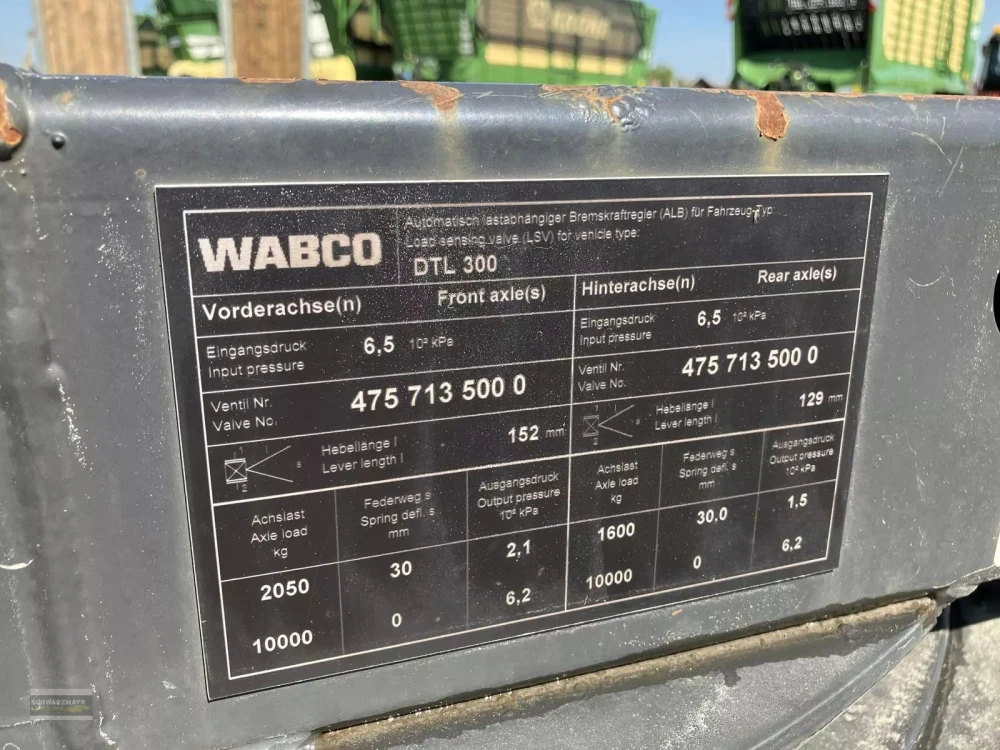 WABCO
Automatisch lastabhängiger Bremskraftregler (ALB) für Fahrzeug-Typ:
Load sensing valve (LSV) for vehicle type:
DTL 300
Vorderachse(n) Front axle(s)
Eingangsdruck
Input pressure
6,5 10² kPa
Ventil Nr.
Valve No.
475 713 500 0
1
2
s
Hebellänge l
Lever length l
152 mm
Achslast
Axle load
kg
Federweg s
Spring defl. s
mm
Ausgangsdruck
Output pressure
10² kPa
2050 30 2,1
10000 0 6,2
Hinterachse(n) Rear axle(s)
Eingangsdruck
Input pressure
6,5 10² kPa
Ventil Nr.
Valve No.
475 713 500 0
1
2
s
Hebellänge l
Lever length l
129 mm
Achslast
Axle load
kg
Federweg s
Spring defl. s
mm
Ausgangsdruck
Output pressure
10² kPa
1600 30,0 1,5
10000 0 6,2
SCHWARZMAYR